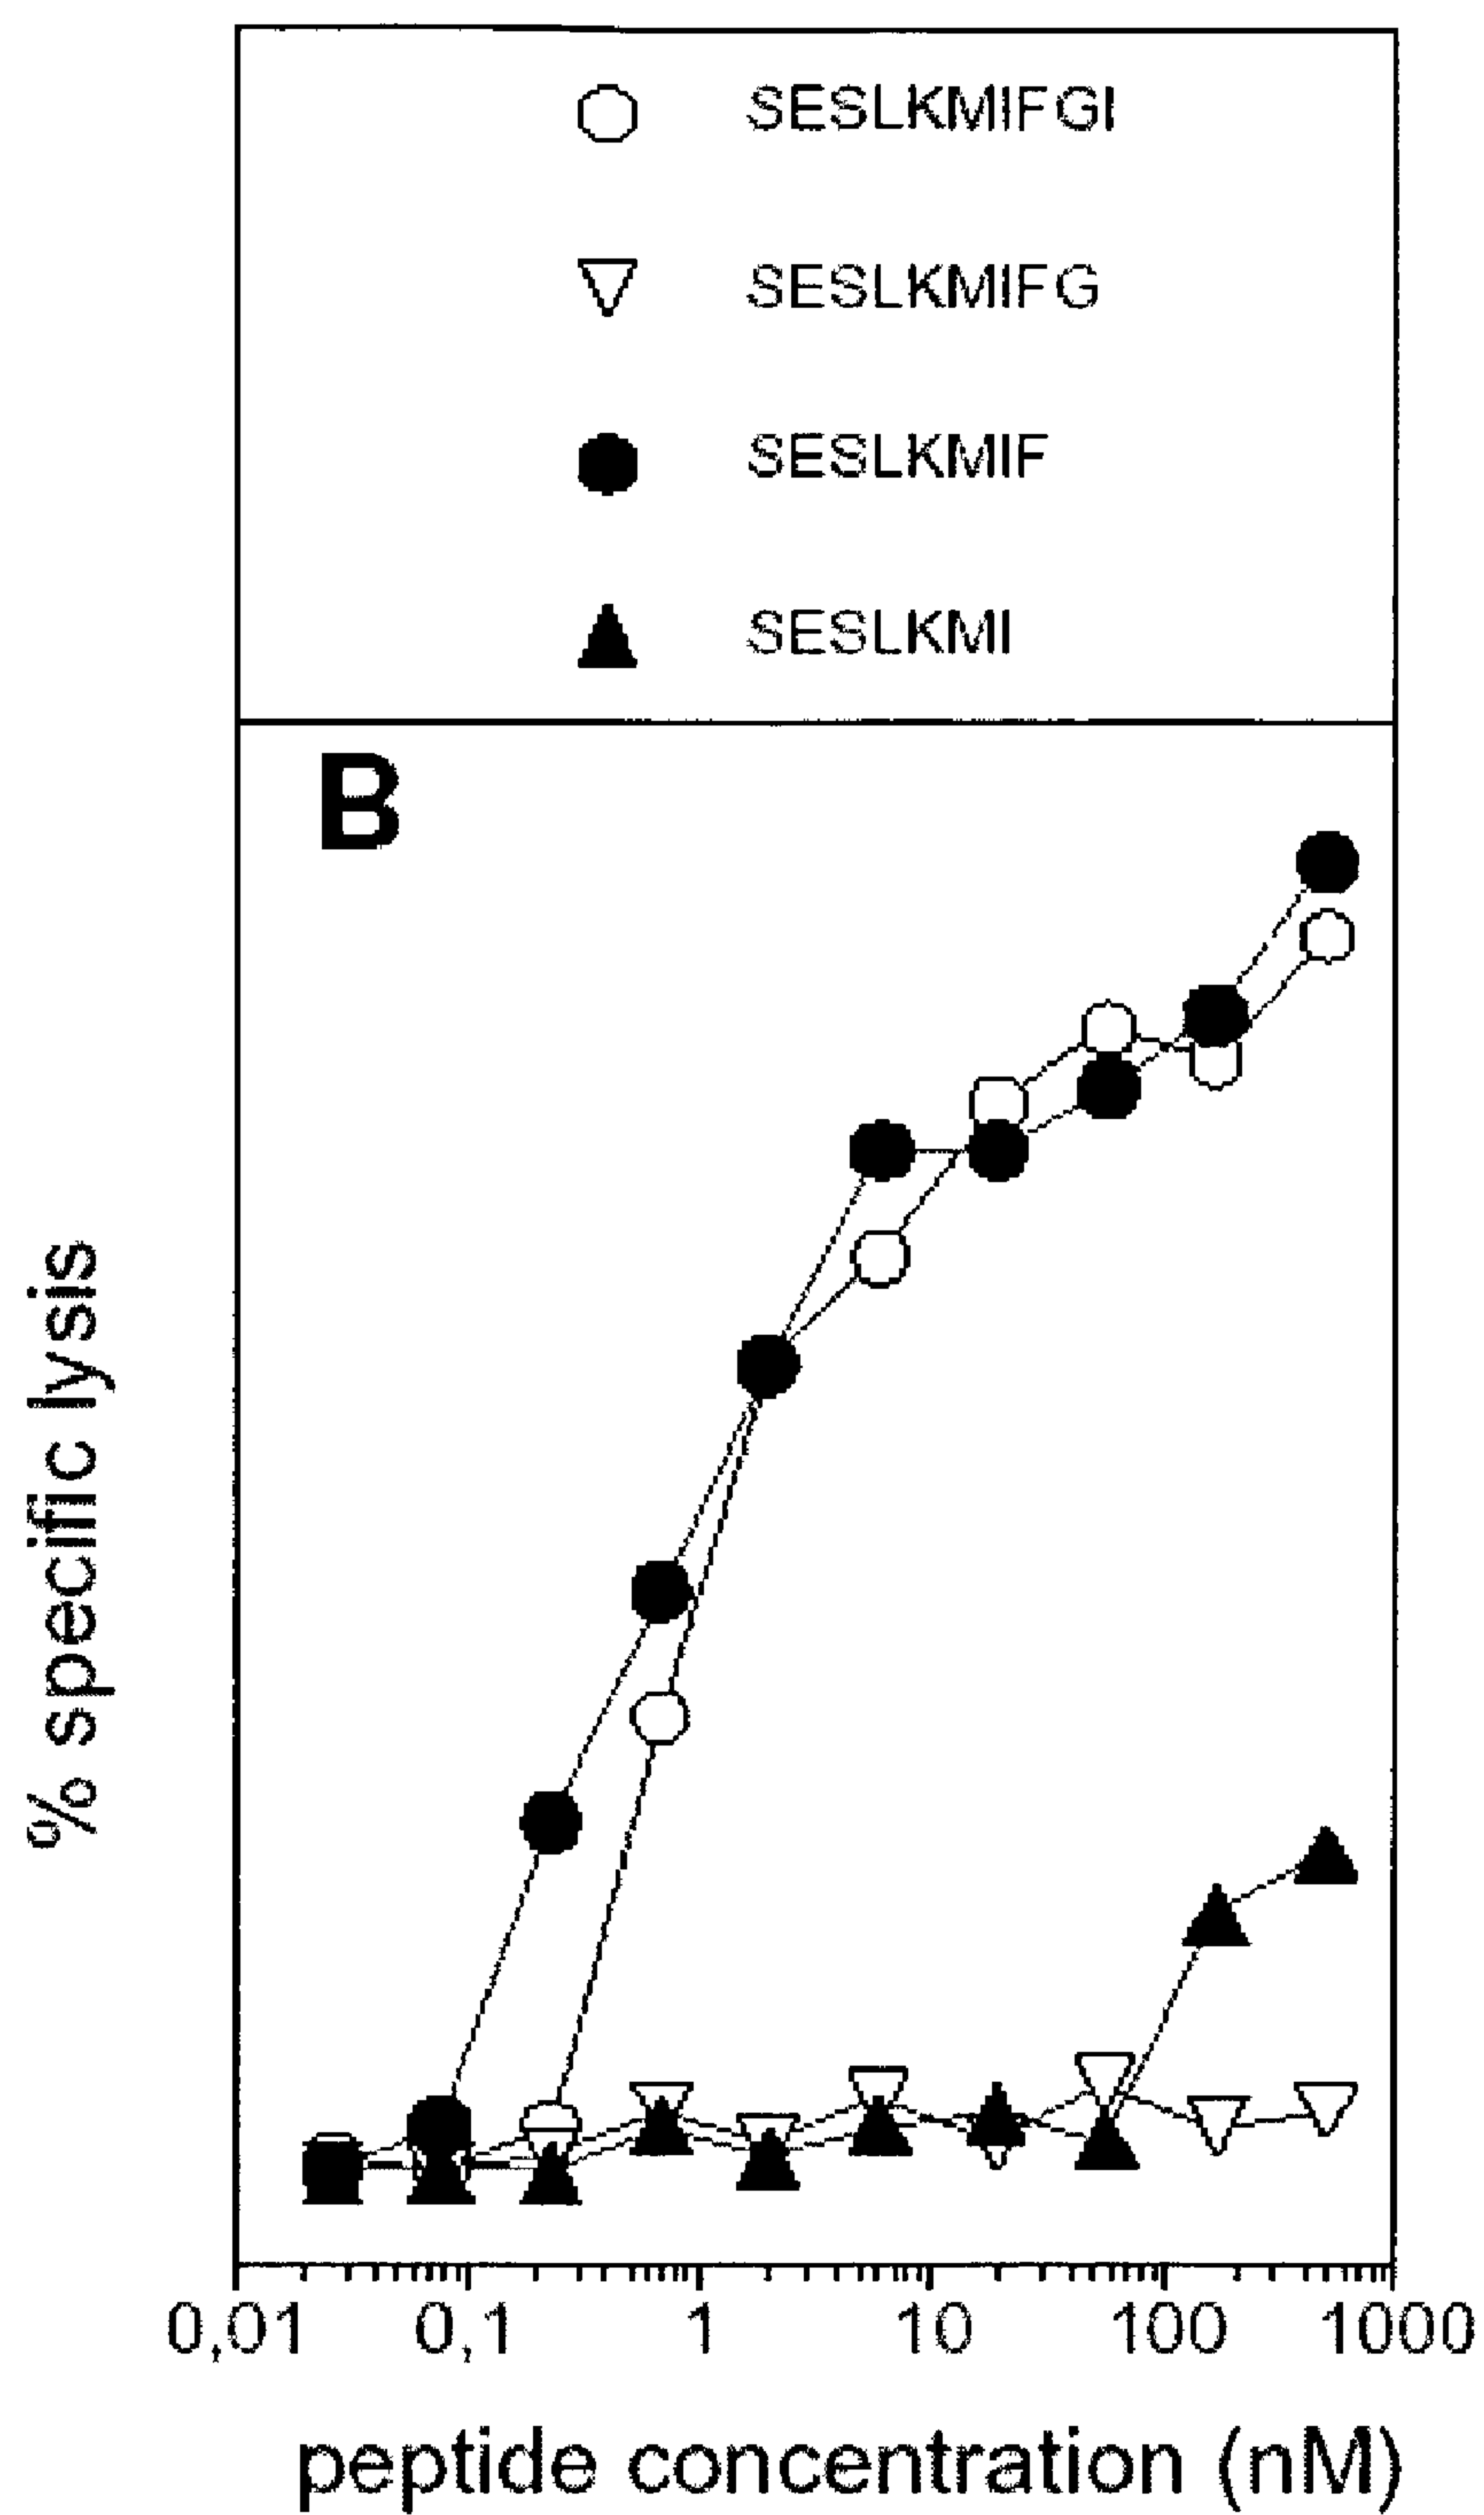 SESLKMIFGI
SESLKMIFG
SESLKMIF
SESLKMI
B
% specific lysis
0,01 0,1 1 10 100 1000
peptide concentration (nM)